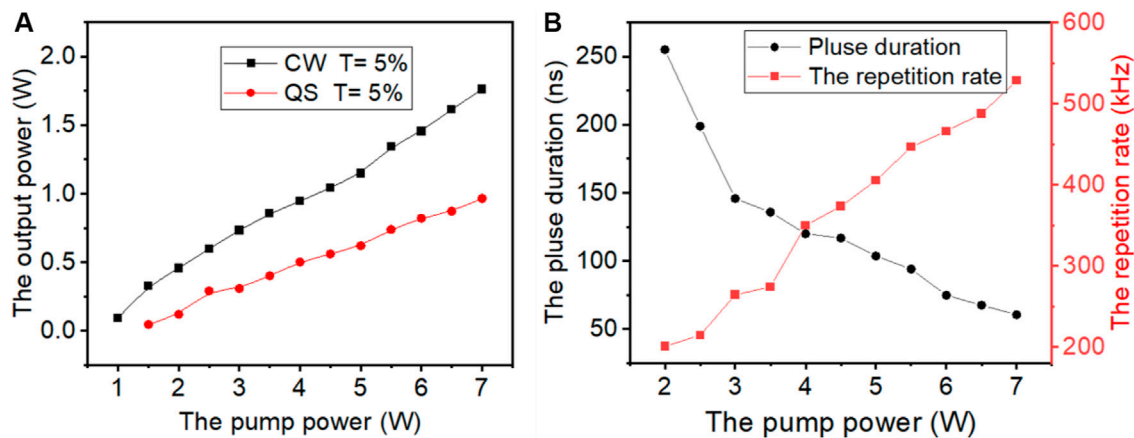 A
The output power (W)
2.0
1.5
1.0
0.5
0.0
CW T= 5%
QS T= 5%
1 2 3 4 5 6 7
The pump power (W)
B
The pluse duration (ns)
250
200
150
100
50
Pluse duration
The repetition rate
600
500
400
300
200
The repetition rate (kHz)
2 3 4 5 6 7
The pump power (W)